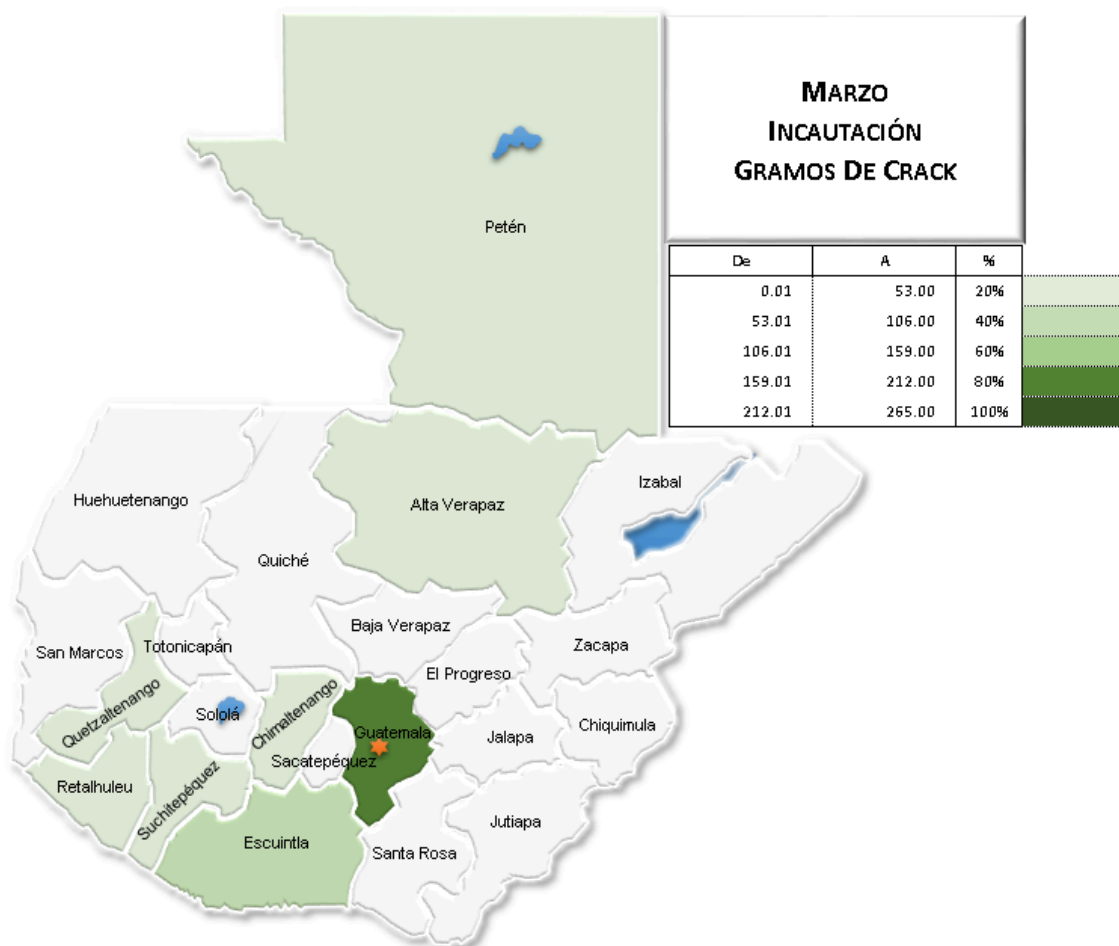 MARZO
INCAUTACIÓN
GRAMOS DE CRACK
De A %
0.01 53.00 20%
53.01 106.00 40%
106.01 159.00 60%
159.01 212.00 80%
212.01 265.00 100%
Petén
Huehuetenango
Quiché
Alta Verapaz
Izabal
San Marcos
Totonicapán
Baja Verapaz
El Progreso
Zacapa
Quetzaltenango
Sololá
Chimaltenango
Sacatepéquez
Guatemala
Jalapa
Chiquimula
Retalhuleu
Suchitepéquez
Escuintla
Santa Rosa
Jutiapa